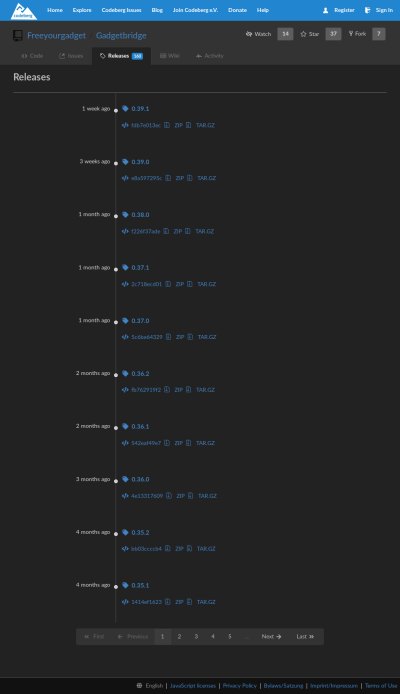 Codeberg Home Explore Codeberg Issues Blog Join Codeberg e.V. Donate Help Register Sign In
Freeyourgadget Gadgetbridge Watch 14 Star 37 Fork 7
Code Issues Releases 160 Wiki Activity
Releases
1 week ago 0.39.1
ZIP TAR.GZ
3 weeks ago 0.39.0
e8a597295c ZIP TAR.GZ
1 month ago 0.38.0
f226f37ade ZIP TAR.GZ
1 month ago 0.37.1
2c718ecd01 ZIP TAR.GZ
1 month ago 0.37.0
5c6ba64329 ZIP TAR.GZ
2 months ago 0.36.2
fb762919f2 ZIP TAR.GZ
2 months ago 0.36.1
542eaf49e7 ZIP TAR.GZ
3 months ago 0.36.0
4e13317609 ZIP TAR.GZ
4 months ago 0.35.2
bb03ccccb4 ZIP TAR.GZ
4 months ago 0.35.1
1414ef1623 ZIP TAR.GZ
First Previous 1 2 3 4 5 ... Next Last
English | JavaScript licenses | Privacy Policy | Bylaws/Satzung | Imprint/Impressum | Terms of Use